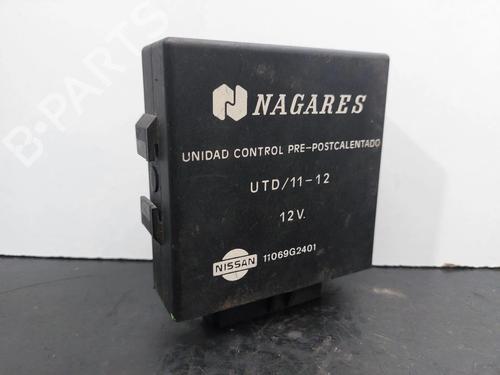 B-PARTS
NAGARES
UNIDAD CONTROL PRE-POSTCALENTADO
UTD/11-12
12V.
NISSAN 11069G2401